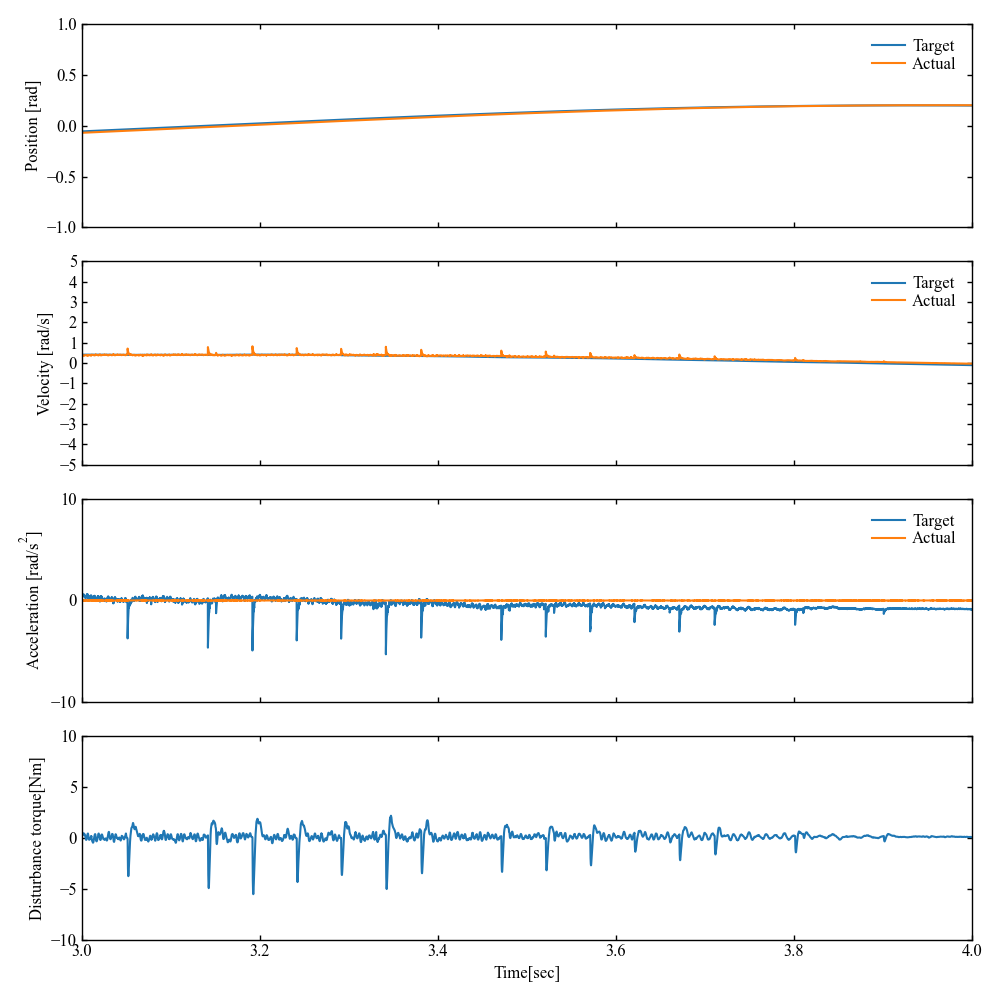 1.0
0.5
0.0
−0.5
−1.0
Position [rad]
Target
Actual
5
4
3
2
1
0
−1
−2
−3
−4
−5
Velocity [rad/s]
Target
Actual
10
0
−10
Acceleration [rad/s²]
Target
Actual
10
5
0
−5
−10
Disturbance torque[Nm]
3.0 3.2 3.4 3.6 3.8 4.0
Time[sec]